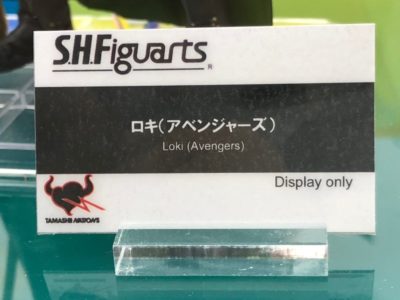 S.H.Figuarts
®
ロキ(アベンジャーズ)
Loki (Avengers)
Display only
TAMASHII NATIONS